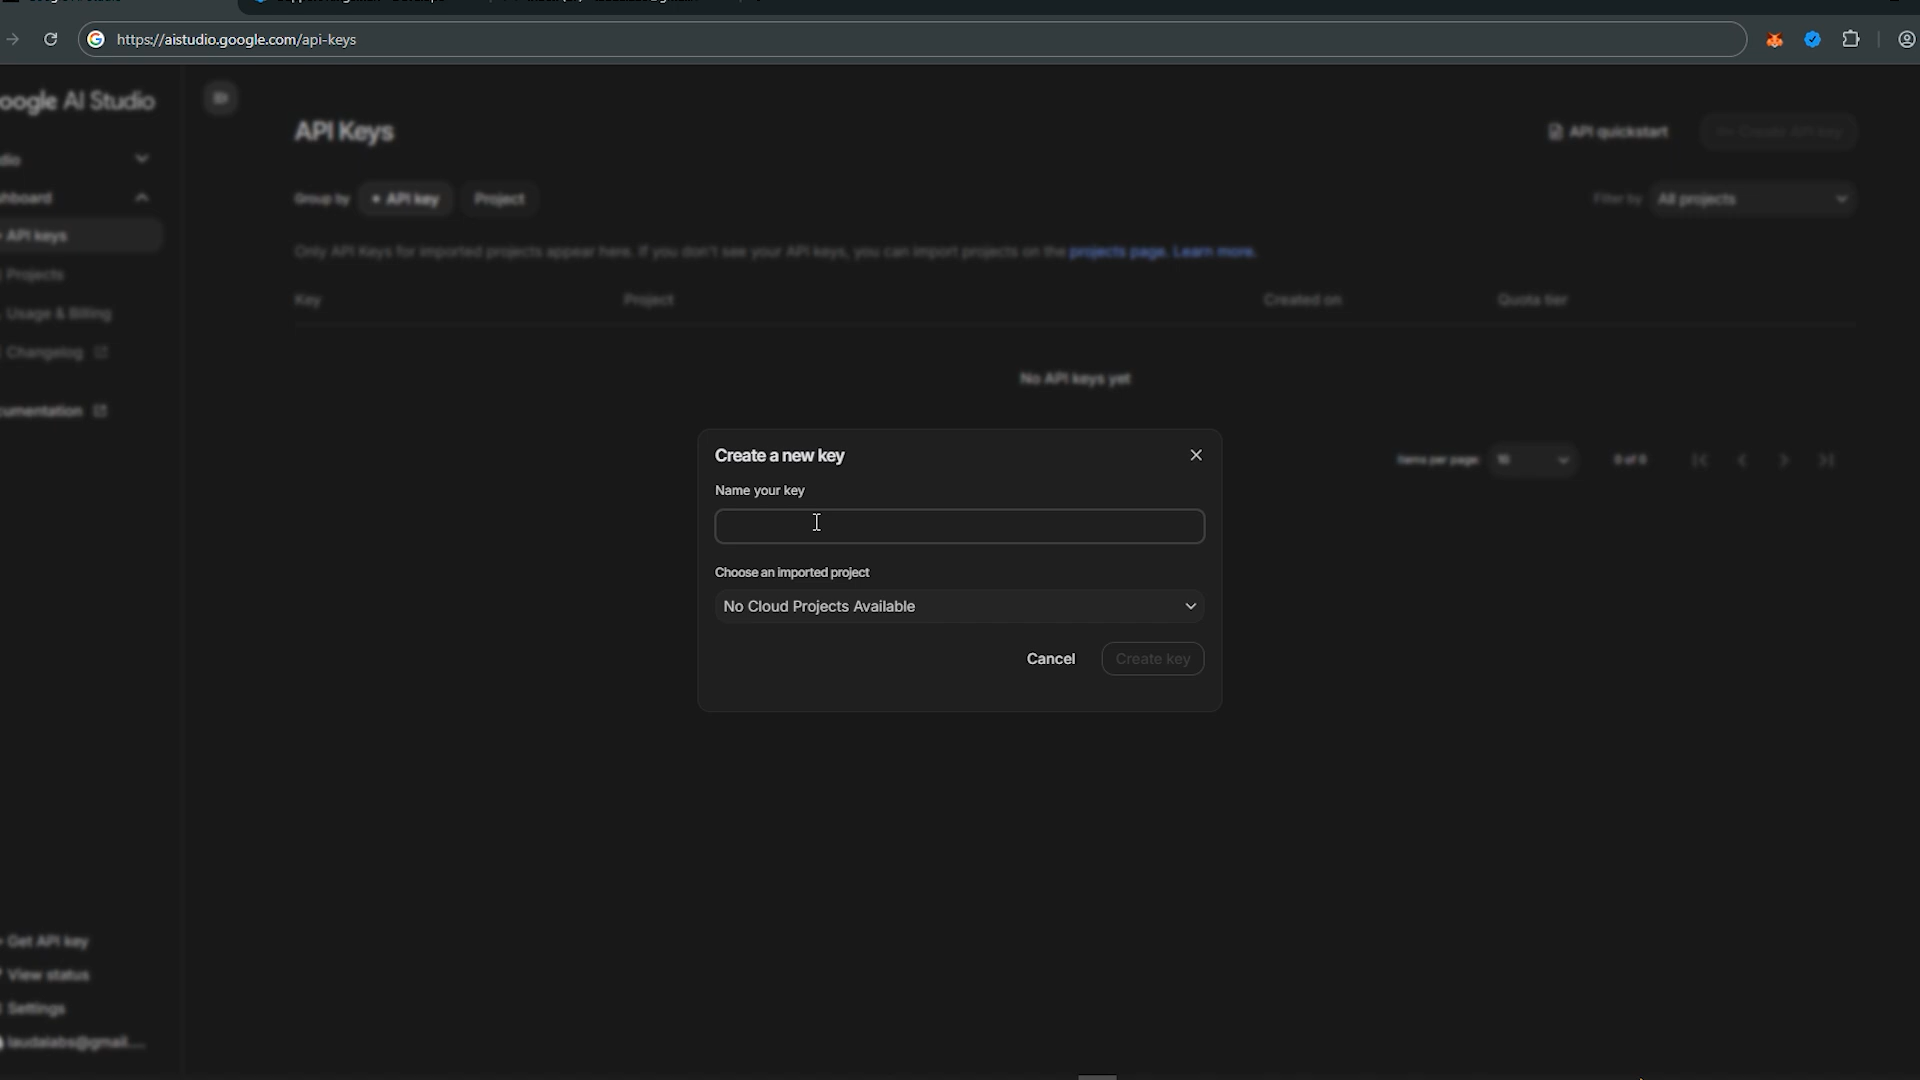 https://aistudio.google.com/api-keys
oogle AI Studio
API Keys
API quickstart
Create API key
dio
hboard
Group by
API key
Project
Filter by
All projects
API keys
Only API Keys for imported projects appear here. If you don't see your API keys, you can import projects on the projects page. Learn more.
Projects
Key
Project
Created on
Quota tier
Usage & Billing
Changelog
No API keys yet
cumentation
Create a new key
Items per page:
0 of 0
Name your key
Choose an imported project
No Cloud Projects Available
Cancel
Create key
Get API key
View status
Settings
laudalabs@gmail....